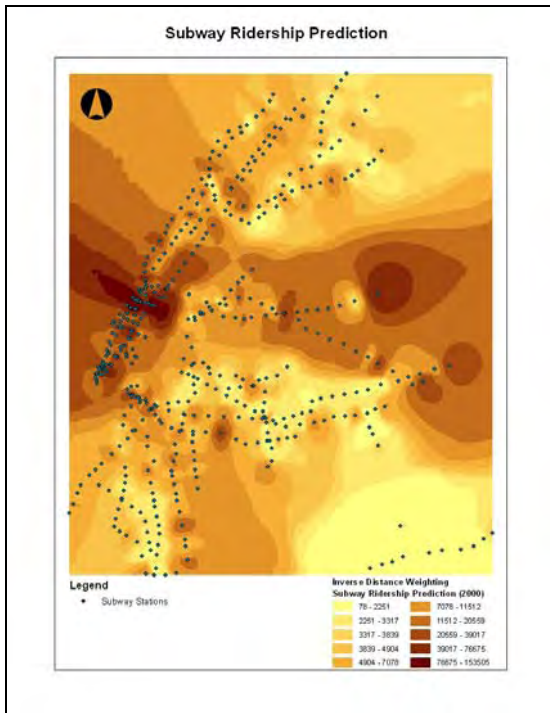 Subway Ridership Prediction
Legend
Subway Stations
Inverse Distance Weighting
Subway Ridership Prediction (2000)
78 - 2251
2251 - 3317
3317 - 3839
3839 - 4904
4904 - 7078
7078 - 11512
11512 - 20559
20559 - 39017
39017 - 76675
76675 - 153505